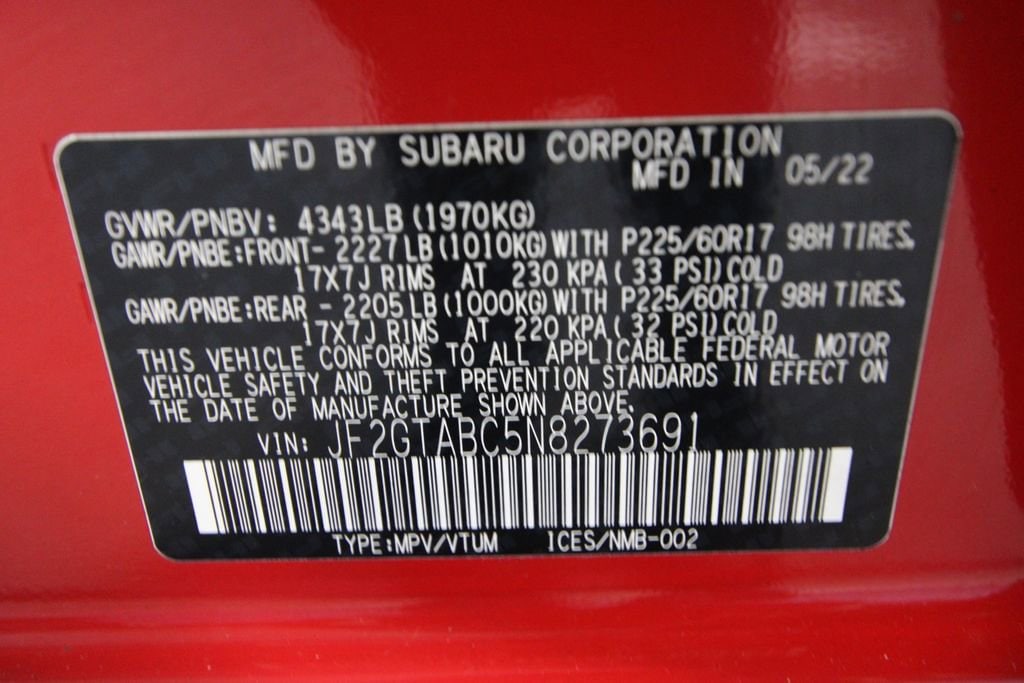 MFD BY SUBARU CORPORATION
MFD IN 05/22
GVWR/PNBV: 4343LB (1970KG)
GAWR/PNBE:FRONT- 2227LB (1010KG) WITH P225/60R17 98H TIRES.
17X7J RIMS AT 230 KPA ( 33 PSI) COLD
GAWR/PNBE:REAR - 2205LB (1000KG) WITH P225/60R17 98H TIRES.
17X7J RIMS AT 220 KPA ( 32 PSI) COLD
THIS VEHICLE CONFORMS TO ALL APPLICABLE FEDERAL MOTOR
VEHICLE SAFETY AND THEFT PREVENTION STANDARDS IN EFFECT ON
THE DATE OF MANUFACTURE SHOWN ABOVE.
VIN: JF2GTABC5N8273691
TYPE:MPV/VTUM ICES/NMB-002